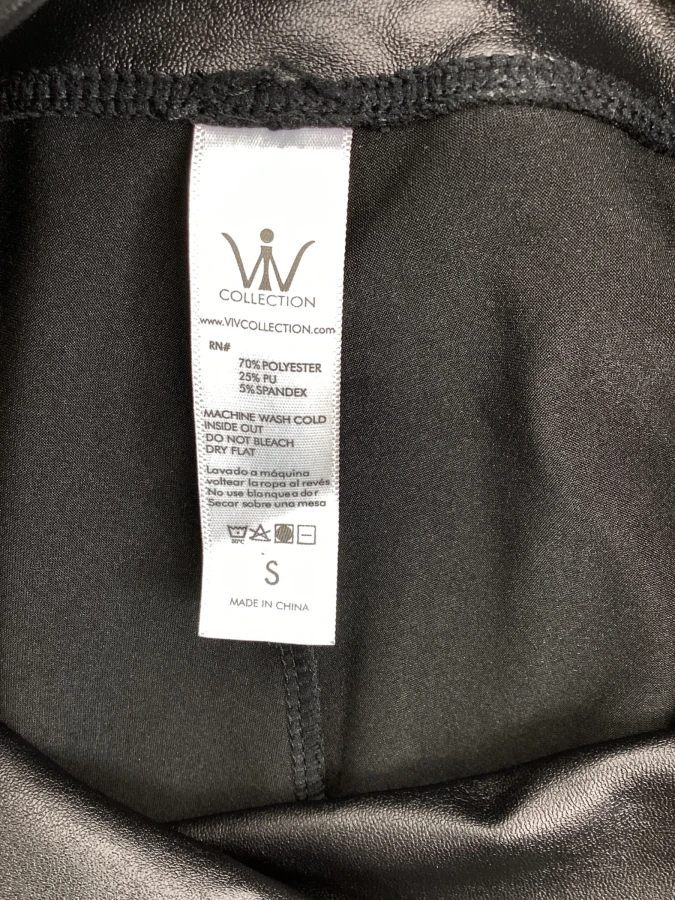 VIV
COLLECTION
www.VIVCOLLECTION.com
RN#
70% POLYESTER
25% PU
5% SPANDEX
MACHINE WASH COLD
INSIDE OUT
DO NOT BLEACH
DRY FLAT
Lavado a máquina
voltear la ropa al revés
No use blanqueador
Secar sobre una mesa
30°C
S
MADE IN CHINA